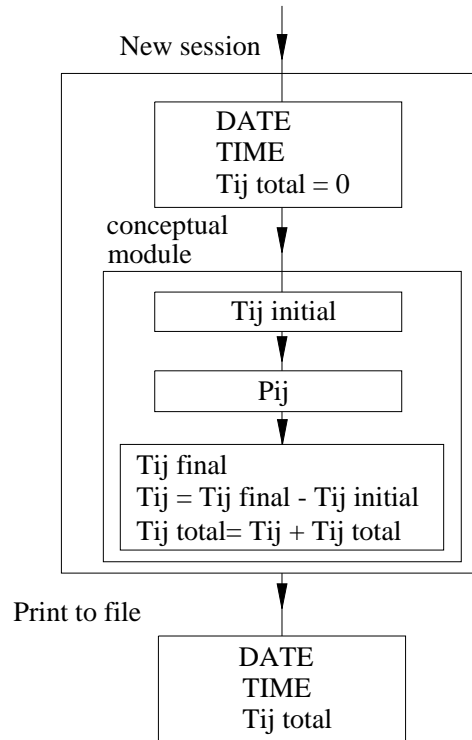 New session
DATE
TIME
Tij total = 0
conceptual
module
Tij initial
Pij
Tij final
Tij = Tij final - Tij initial
Tij total= Tij + Tij total
Print to file
DATE
TIME
Tij total